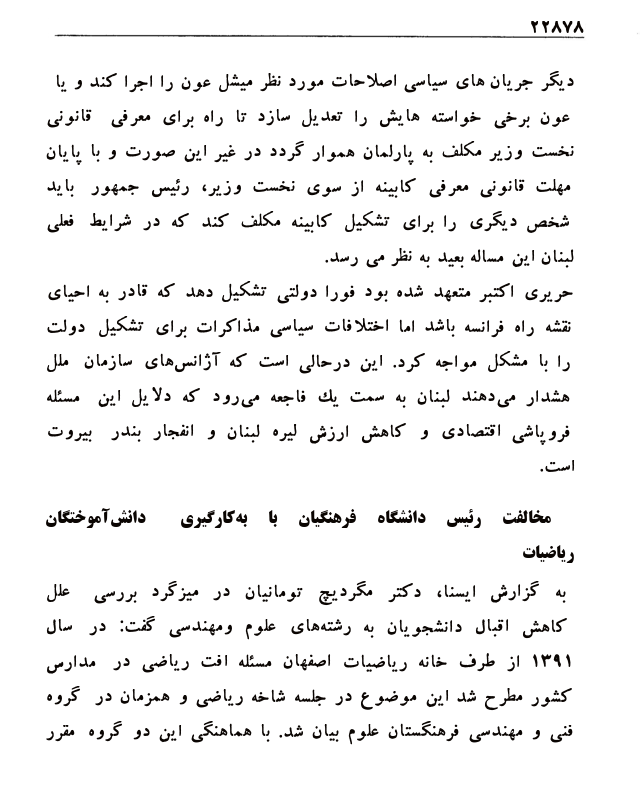 ۲۲۸۷۸
دیگر جریان های سیاسی اصلاحات مورد نظر میشل عون را اجرا کند و یا
عون برخی خواسته هایش را تعدیل سازد تا راه برای معرفی قانونی
نخست وزیر مکلف به پارلمان هموار گردد در غیر این صورت و با پایان
مهلت قانونی معرفی کابینه از سوی نخست وزیر، رئیس جمهور باید
شخص دیگری را برای تشکیل کابینه مکلف کند که در شرایط فعلی
لبنان این مساله بعید به نظر می رسد.
حریری اکتبر متعهد شده بود فورا دولتی تشکیل دهد که قادر به احیای
نقشه راه فرانسه باشد اما اختلافات سیاسی مذاکرات برای تشکیل دولت
را با مشکل مواجه کرد. این درحالی است که آژانس‌های سازمان ملل
هشدار می‌دهند لبنان به سمت یك فاجعه می‌رود که دلایل این مسئله
فروپاشی اقتصادی و کاهش ارزش لیره لبنان و انفجار بندر بیروت
است.
مخالفت رئیس دانشگاه فرهنگیان با به‌کارگیری دانش‌آموختگان
ریاضیات
به گزارش ایسنا، دکتر مگردیچ تومانیان در میزگرد بررسی علل
کاهش اقبال دانشجویان به رشته‌های علوم ومهندسی گفت: در سال
۱۳۹۱ از طرف خانه ریاضیات اصفهان مسئله افت ریاضی در مدارس
کشور مطرح شد این موضوع در جلسه شاخه ریاضی و همزمان در گروه
فنی و مهندسی فرهنگستان علوم بیان شد. با هماهنگی این دو گروه مقرر